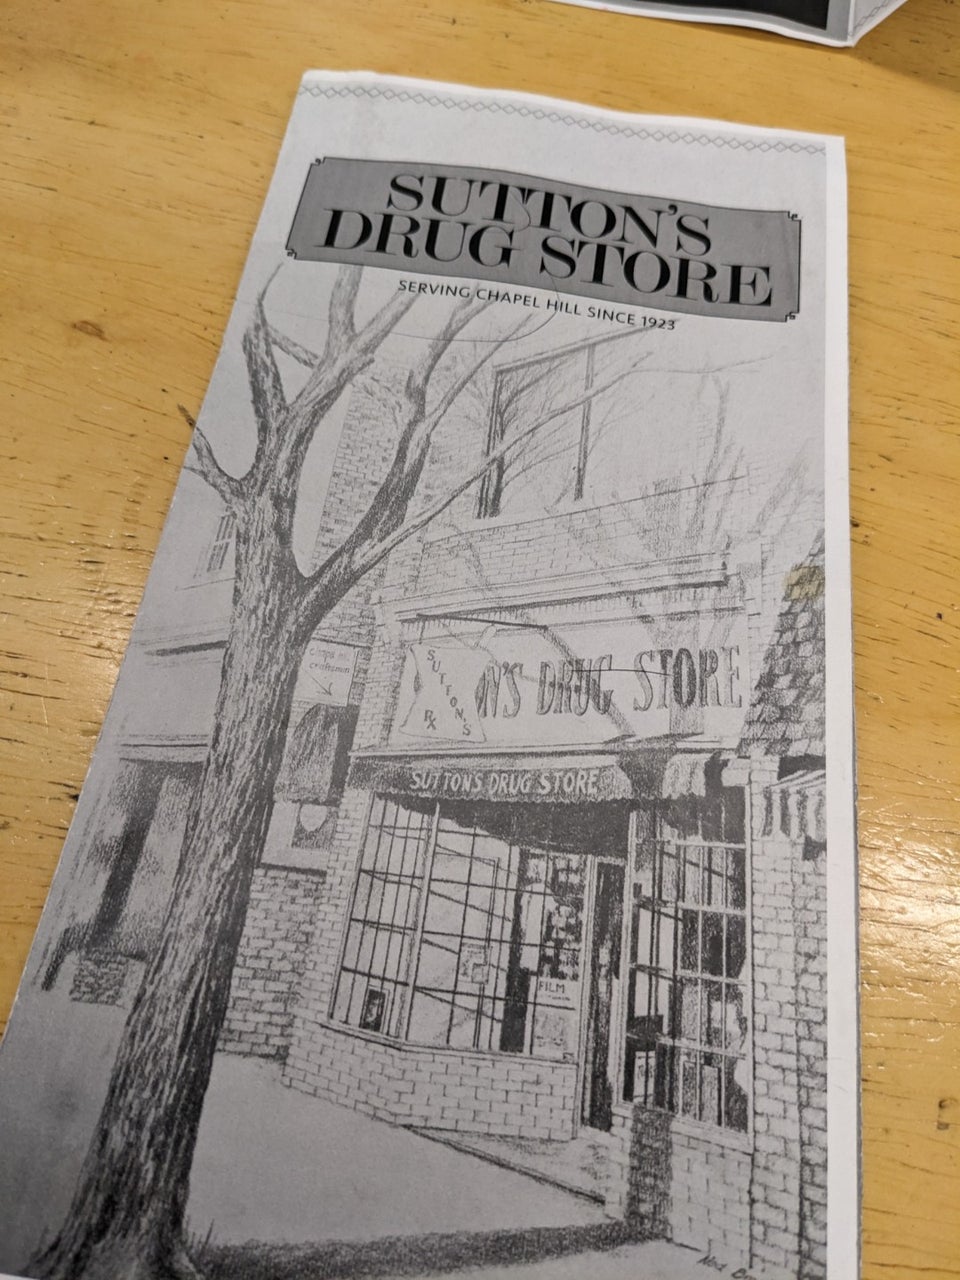 SUTTON'S
DRUG STORE
SERVING CHAPEL HILL SINCE 1923
SUTTON'S
RX
N'S DRUG STORE
SUTTON'S DRUG STORE
FILM